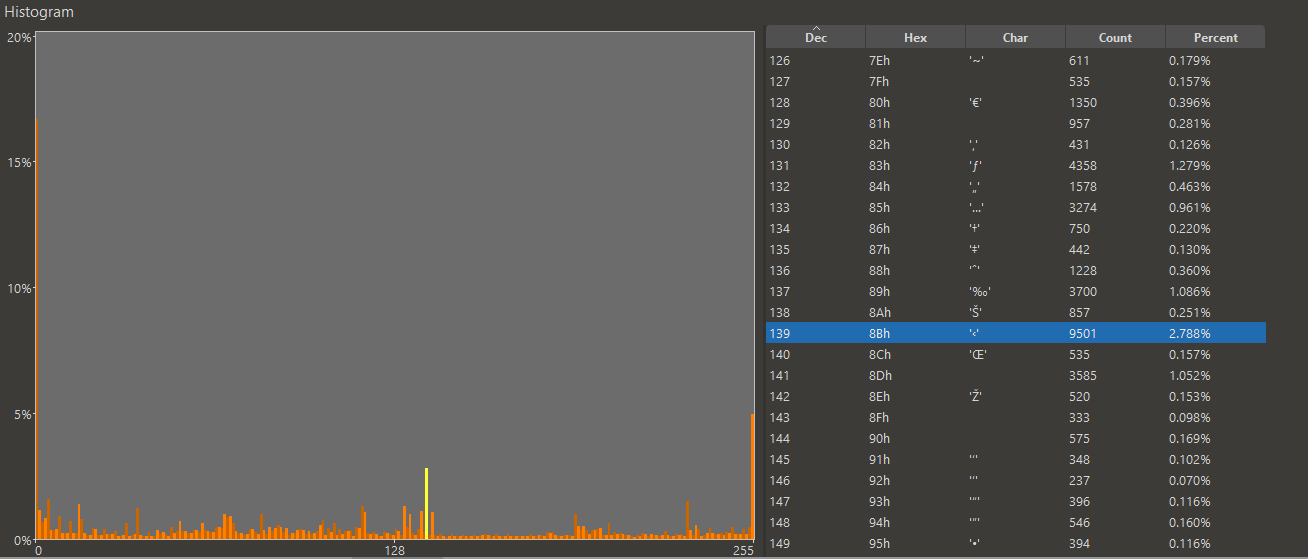 Histogram
20%
15%
10%
5%
0%
0 128 255
Dec Hex Char Count Percent
126 7Eh '~' 611 0.179%
127 7Fh 535 0.157%
128 80h '€' 1350 0.396%
129 81h 957 0.281%
130 82h '‚' 431 0.126%
131 83h 'ƒ' 4358 1.279%
132 84h '„' 1578 0.463%
133 85h '…' 3274 0.961%
134 86h '†' 750 0.220%
135 87h '‡' 442 0.130%
136 88h 'ˆ' 1228 0.360%
137 89h '‰' 3700 1.086%
138 8Ah 'Š' 857 0.251%
139 8Bh '‹' 9501 2.788%
140 8Ch 'Œ' 535 0.157%
141 8Dh 3585 1.052%
142 8Eh 'Ž' 520 0.153%
143 8Fh 333 0.098%
144 90h 575 0.169%
145 91h '‘' 348 0.102%
146 92h '’' 237 0.070%
147 93h '“' 396 0.116%
148 94h '”' 546 0.160%
149 95h '•' 394 0.116%